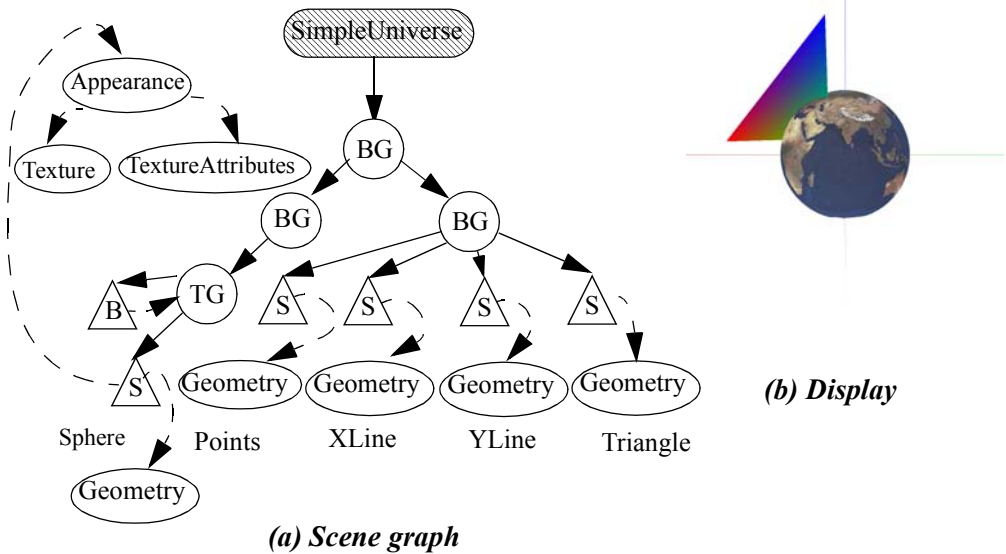 SimpleUniverse
Appearance
Texture
TextureAttributes
BG
BG
BG
B
TG
S
S
S
S
S
Geometry
Geometry
Geometry
Geometry
Sphere
Points
XLine
YLine
Triangle
Geometry
(a) Scene graph
(b) Display